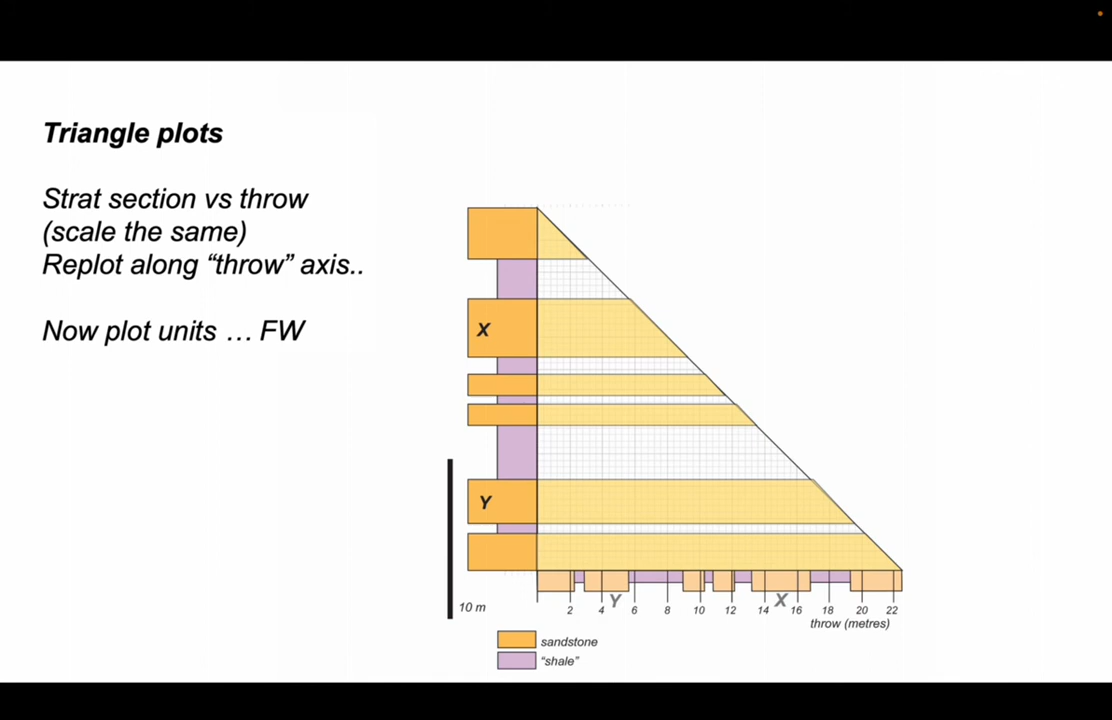 Triangle plots
Strat section vs throw
(scale the same)
Replot along “throw” axis..
Now plot units … FW
X
Y
10 m
Y
X
2 4 6 8 10 12 14 16 18 20 22
throw (metres)
sandstone
“shale”